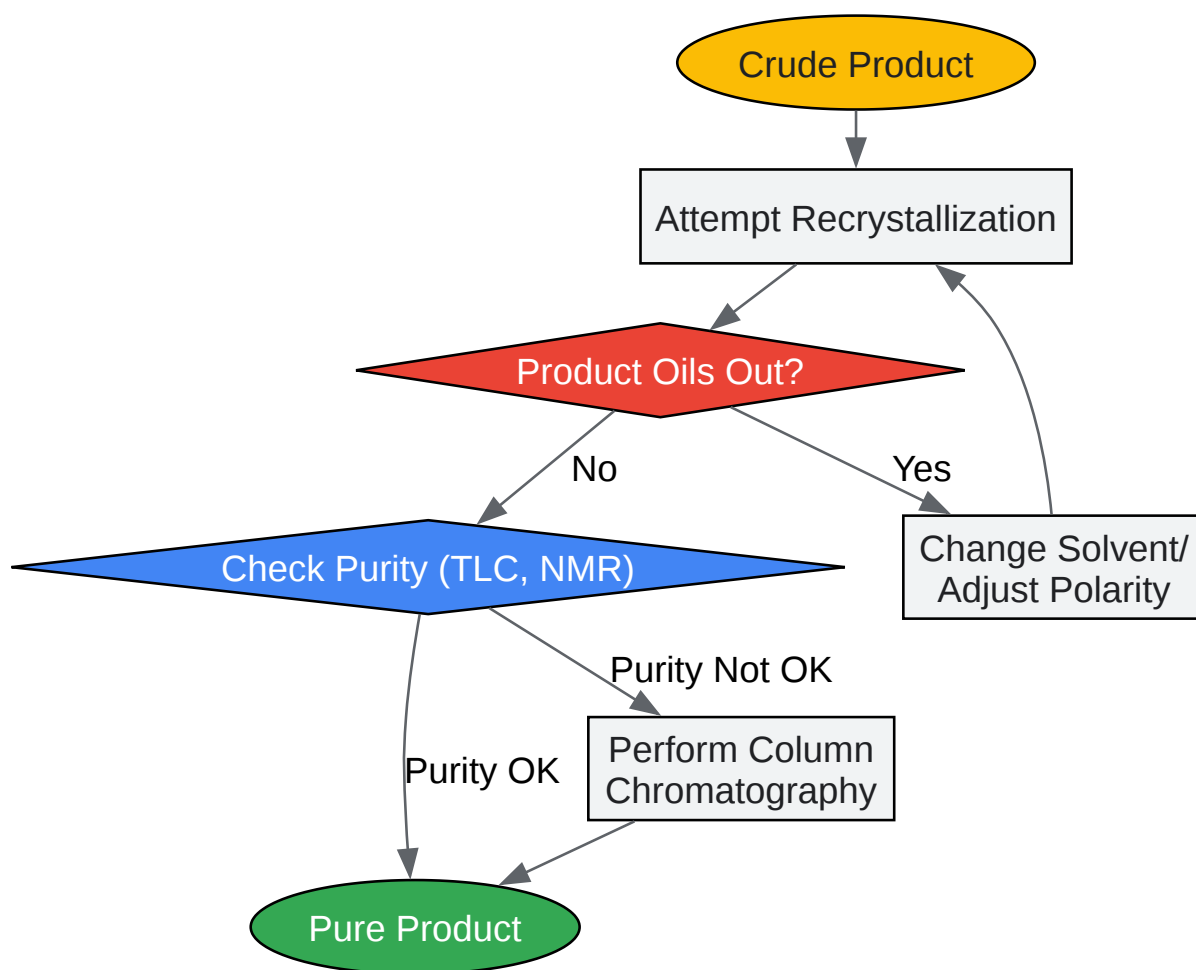 Crude Product
Attempt Recrystallization
Product Oils Out?
No
Yes
Change Solvent/
Adjust Polarity
Check Purity (TLC, NMR)
Purity Not OK
Perform Column
Chromatography
Purity OK
Pure Product